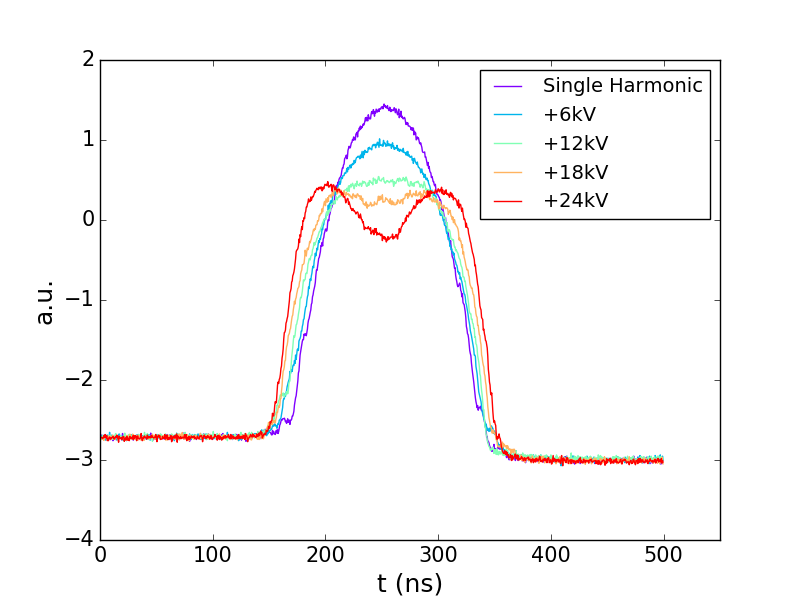 2
1
0
−1
−2
−3
−4
a.u.
0
100
200
300
400
500
t (ns)
Single Harmonic
+6kV
+12kV
+18kV
+24kV